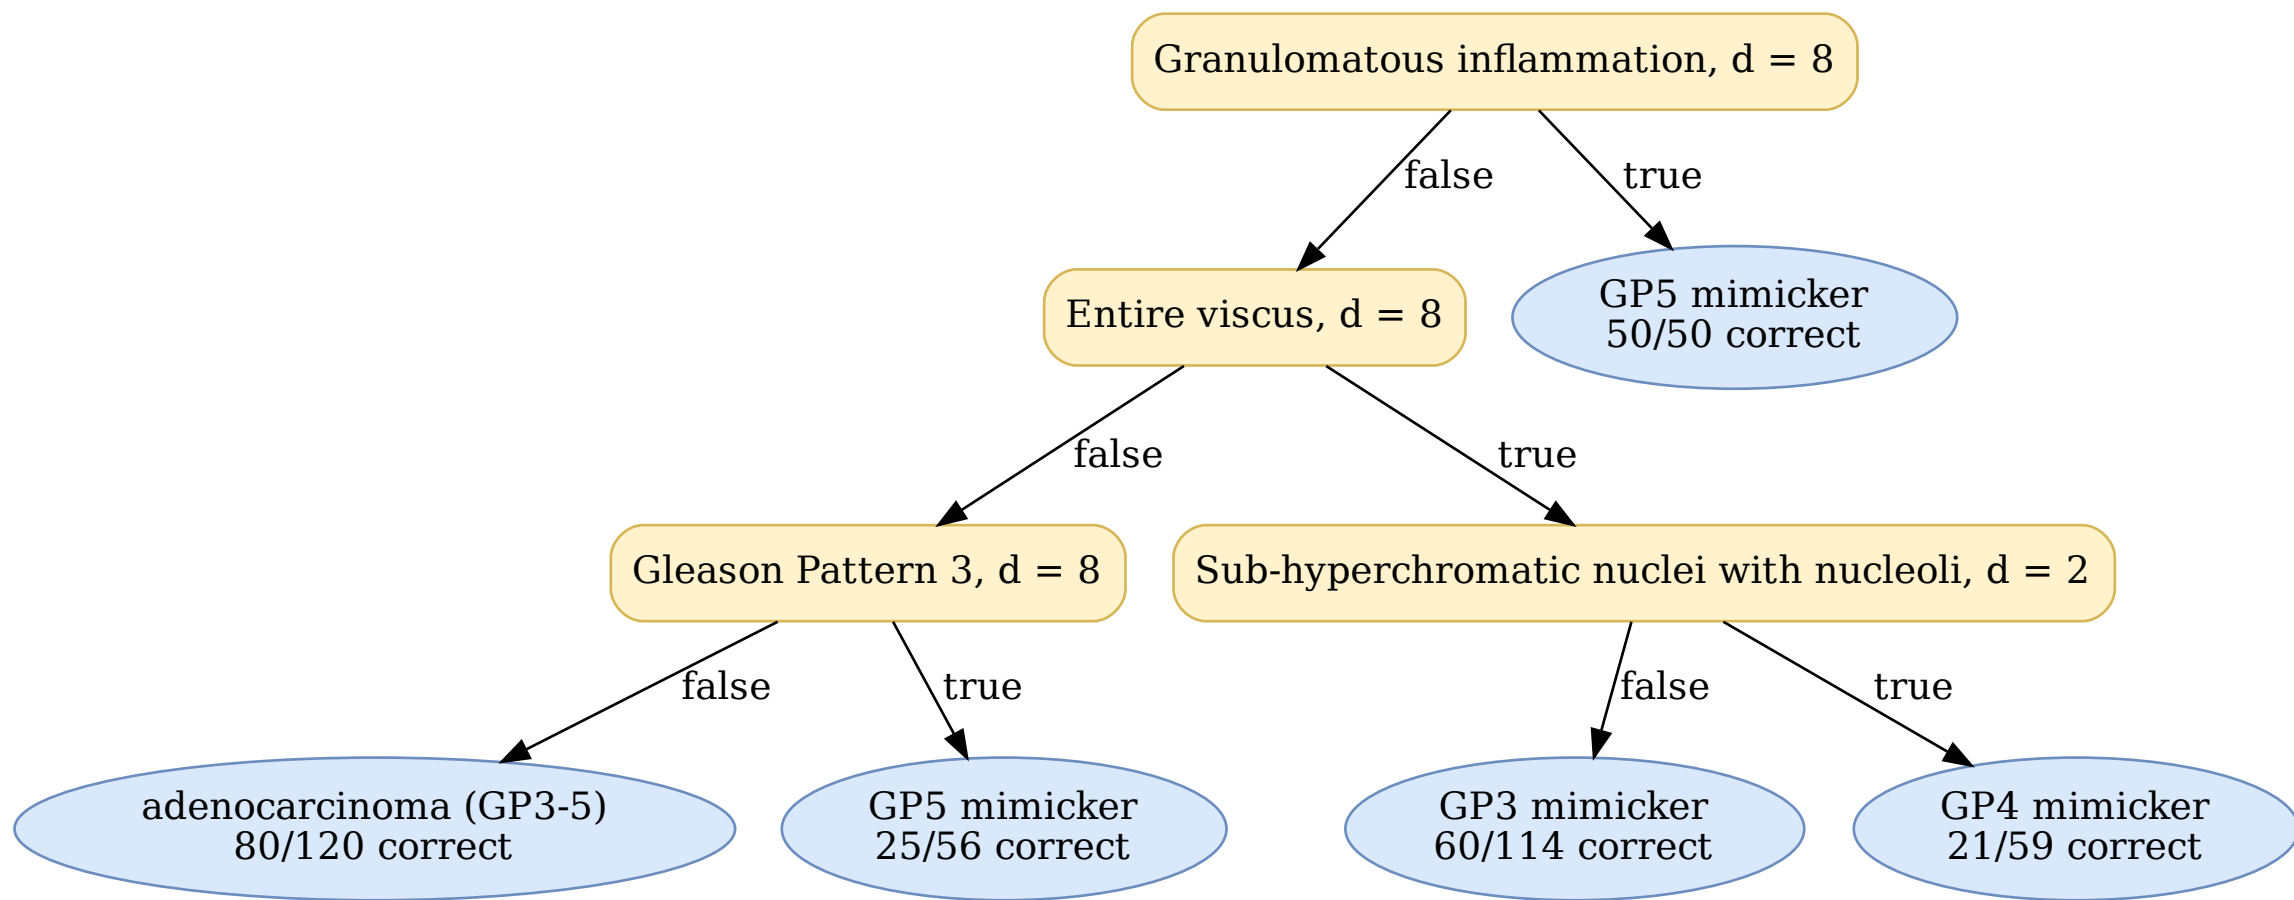 Granulomatous inflammation, d = 8
false
true
Entire viscus, d = 8
GP5 mimicker
50/50 correct
false
true
Gleason Pattern 3, d = 8
Sub-hyperchromatic nuclei with nucleoli, d = 2
false
true
false
true
adenocarcinoma (GP3-5)
80/120 correct
GP5 mimicker
25/56 correct
GP3 mimicker
60/114 correct
GP4 mimicker
21/59 correct